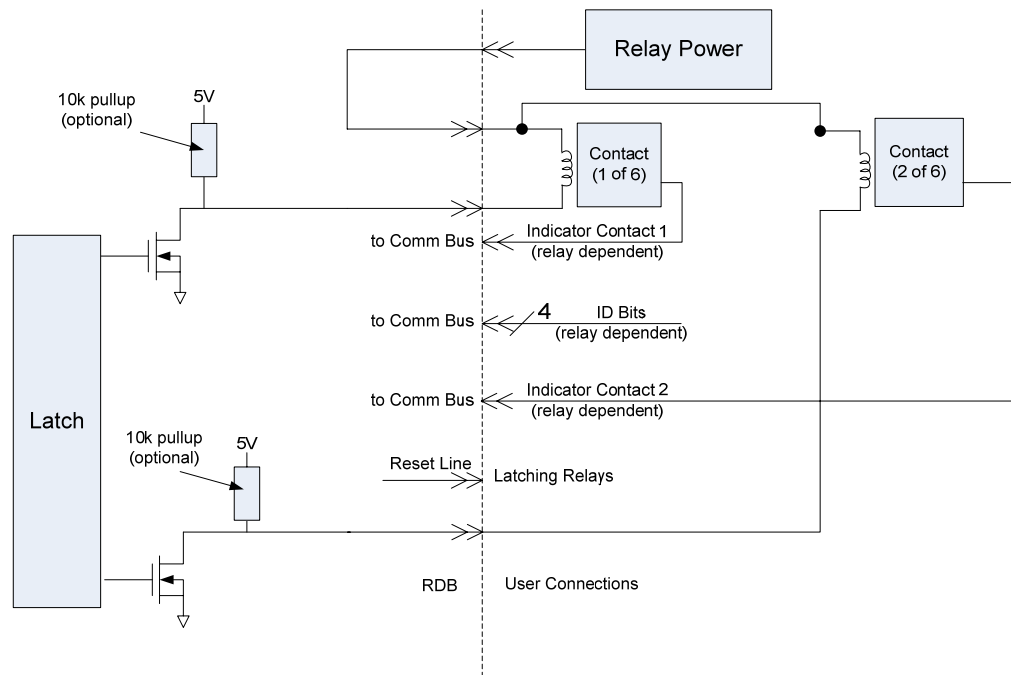 Relay Power
10k pullup
(optional)
5V
Contact
(1 of 6)
Contact
(2 of 6)
to Comm Bus
Indicator Contact 1
(relay dependent)
to Comm Bus
4
ID Bits
(relay dependent)
to Comm Bus
Indicator Contact 2
(relay dependent)
Latch
10k pullup
(optional)
5V
Reset Line
Latching Relays
RDB
User Connections